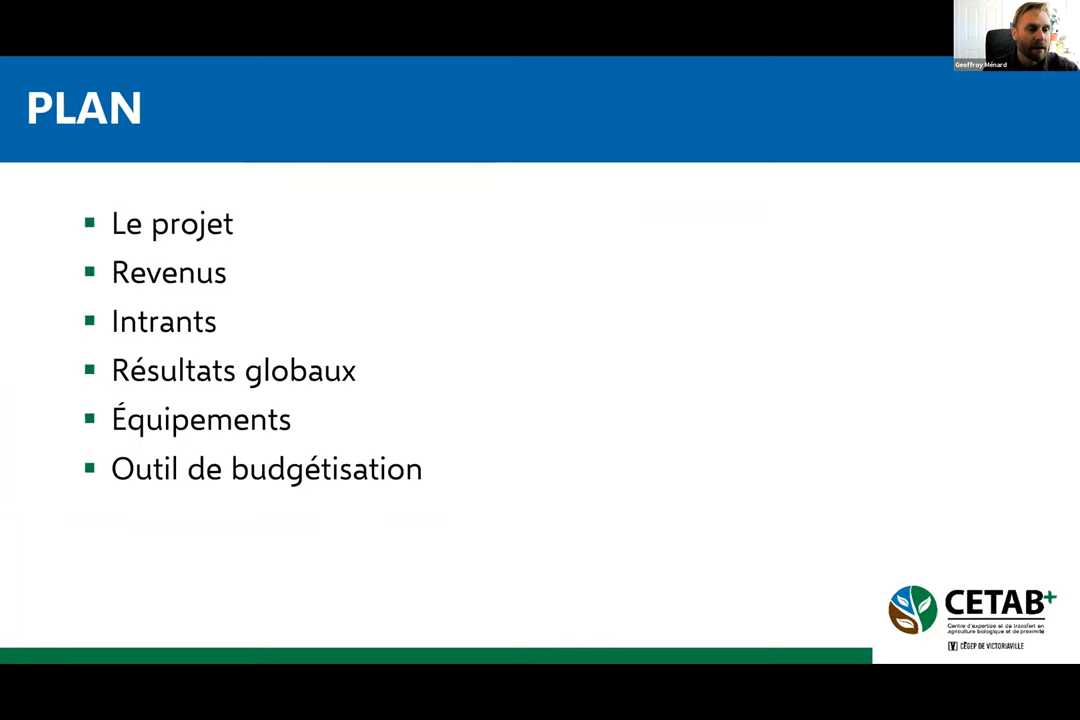 Geoffroy Ménard
PLAN
Le projet
Revenus
Intrants
Résultats globaux
Équipements
Outil de budgétisation
CETAB+
Centre d'expertise et de transfert en
agriculture biologique et de proximité
CÉGEP DE VICTORIAVILLE